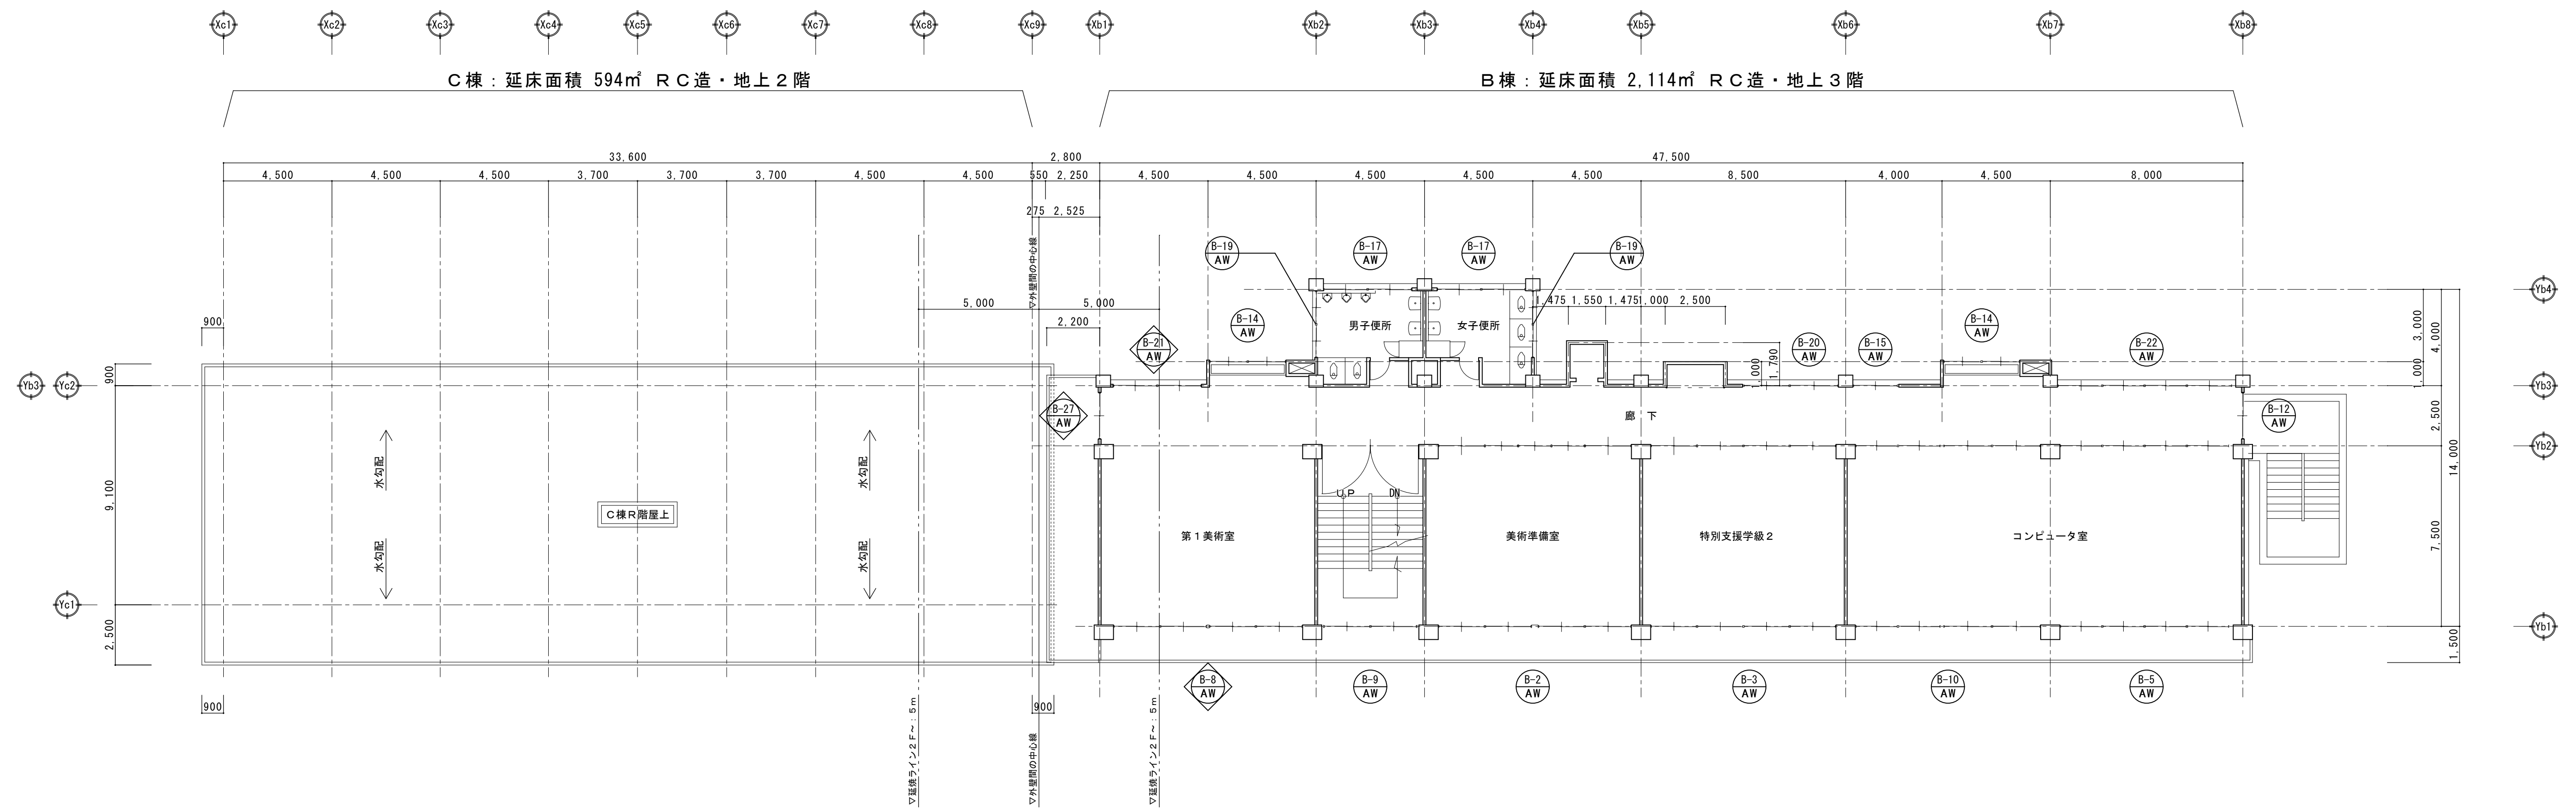 Xc1 Xc2 Xc3 Xc4 Xc5 Xc6 Xc7 Xc8 Xc9 Xb1 Xb2 Xb3 Xb4 Xb5 Xb6 Xb7 Xb8
C棟：延床面積 594㎡ ＲＣ造・地上２階
B棟：延床面積 2,114㎡ ＲＣ造・地上３階
33,600 2,800 47,500
4,500 4,500 4,500 3,700 3,700 3,700 4,500 4,500 550 2,250 4,500 4,500 4,500 4,500 4,500 8,500 4,000 4,500 8,000
275 2,525
▽外壁間の中心線
B-19 AW
B-17 AW
B-17 AW
B-19 AW
5,000 5,000
1,475 1,550 1,475 1,000 2,500
900
2,200
B-21 AW
B-14 AW
男子便所
女子便所
1,000
1,790
B-20 AW
B-15 AW
B-14 AW
B-22 AW
3,000
4,000
1,000
Yb4
Yb3 Yc2
900
Yb3
B-27 AW
廊 下
B-12 AW
2,500
Yb2
水勾配
水勾配
14,000
9,100
UP DN
C棟Ｒ階屋上
第１美術室
美術準備室
特別支援学級２
コンピュータ室
7,500
水勾配
水勾配
Yc1
2,500
Yb1
1,500
B-8 AW
B-9 AW
B-2 AW
B-3 AW
B-10 AW
B-5 AW
900
900
▽延焼ライン２Ｆ～：５ｍ
▽外壁間の中心線
▽延焼ライン２Ｆ～：５ｍ